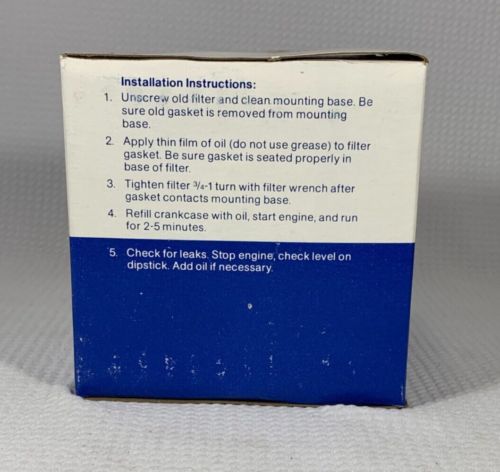 Installation Instructions:
1. Unscrew old filter and clean mounting base. Be
sure old gasket is removed from mounting
base.
2. Apply thin film of oil (do not use grease) to filter
gasket. Be sure gasket is seated properly in
base of filter.
3. Tighten filter 3/4-1 turn with filter wrench after
gasket contacts mounting base.
4. Refill crankcase with oil, start engine, and run
for 2-5 minutes.
5. Check for leaks. Stop engine, check level on
dipstick. Add oil if necessary.